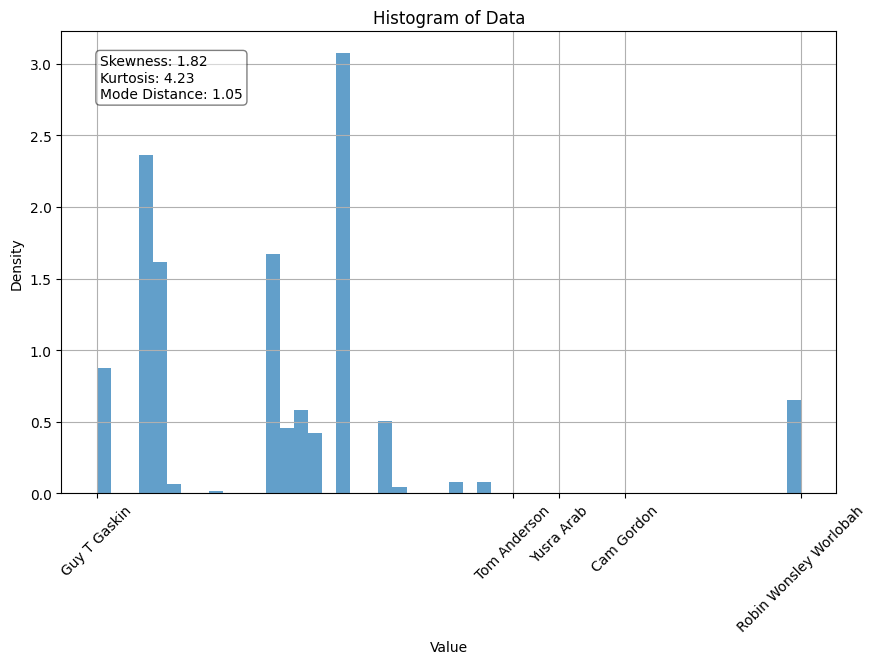 Histogram of Data
Skewness: 1.82
Kurtosis: 4.23
Mode Distance: 1.05
3.0
2.5
2.0
1.5
1.0
0.5
0.0
Density
Guy T Gaskin
Tom Anderson
Yusra Arab
Cam Gordon
Robin Wonsley Worlobah
Value